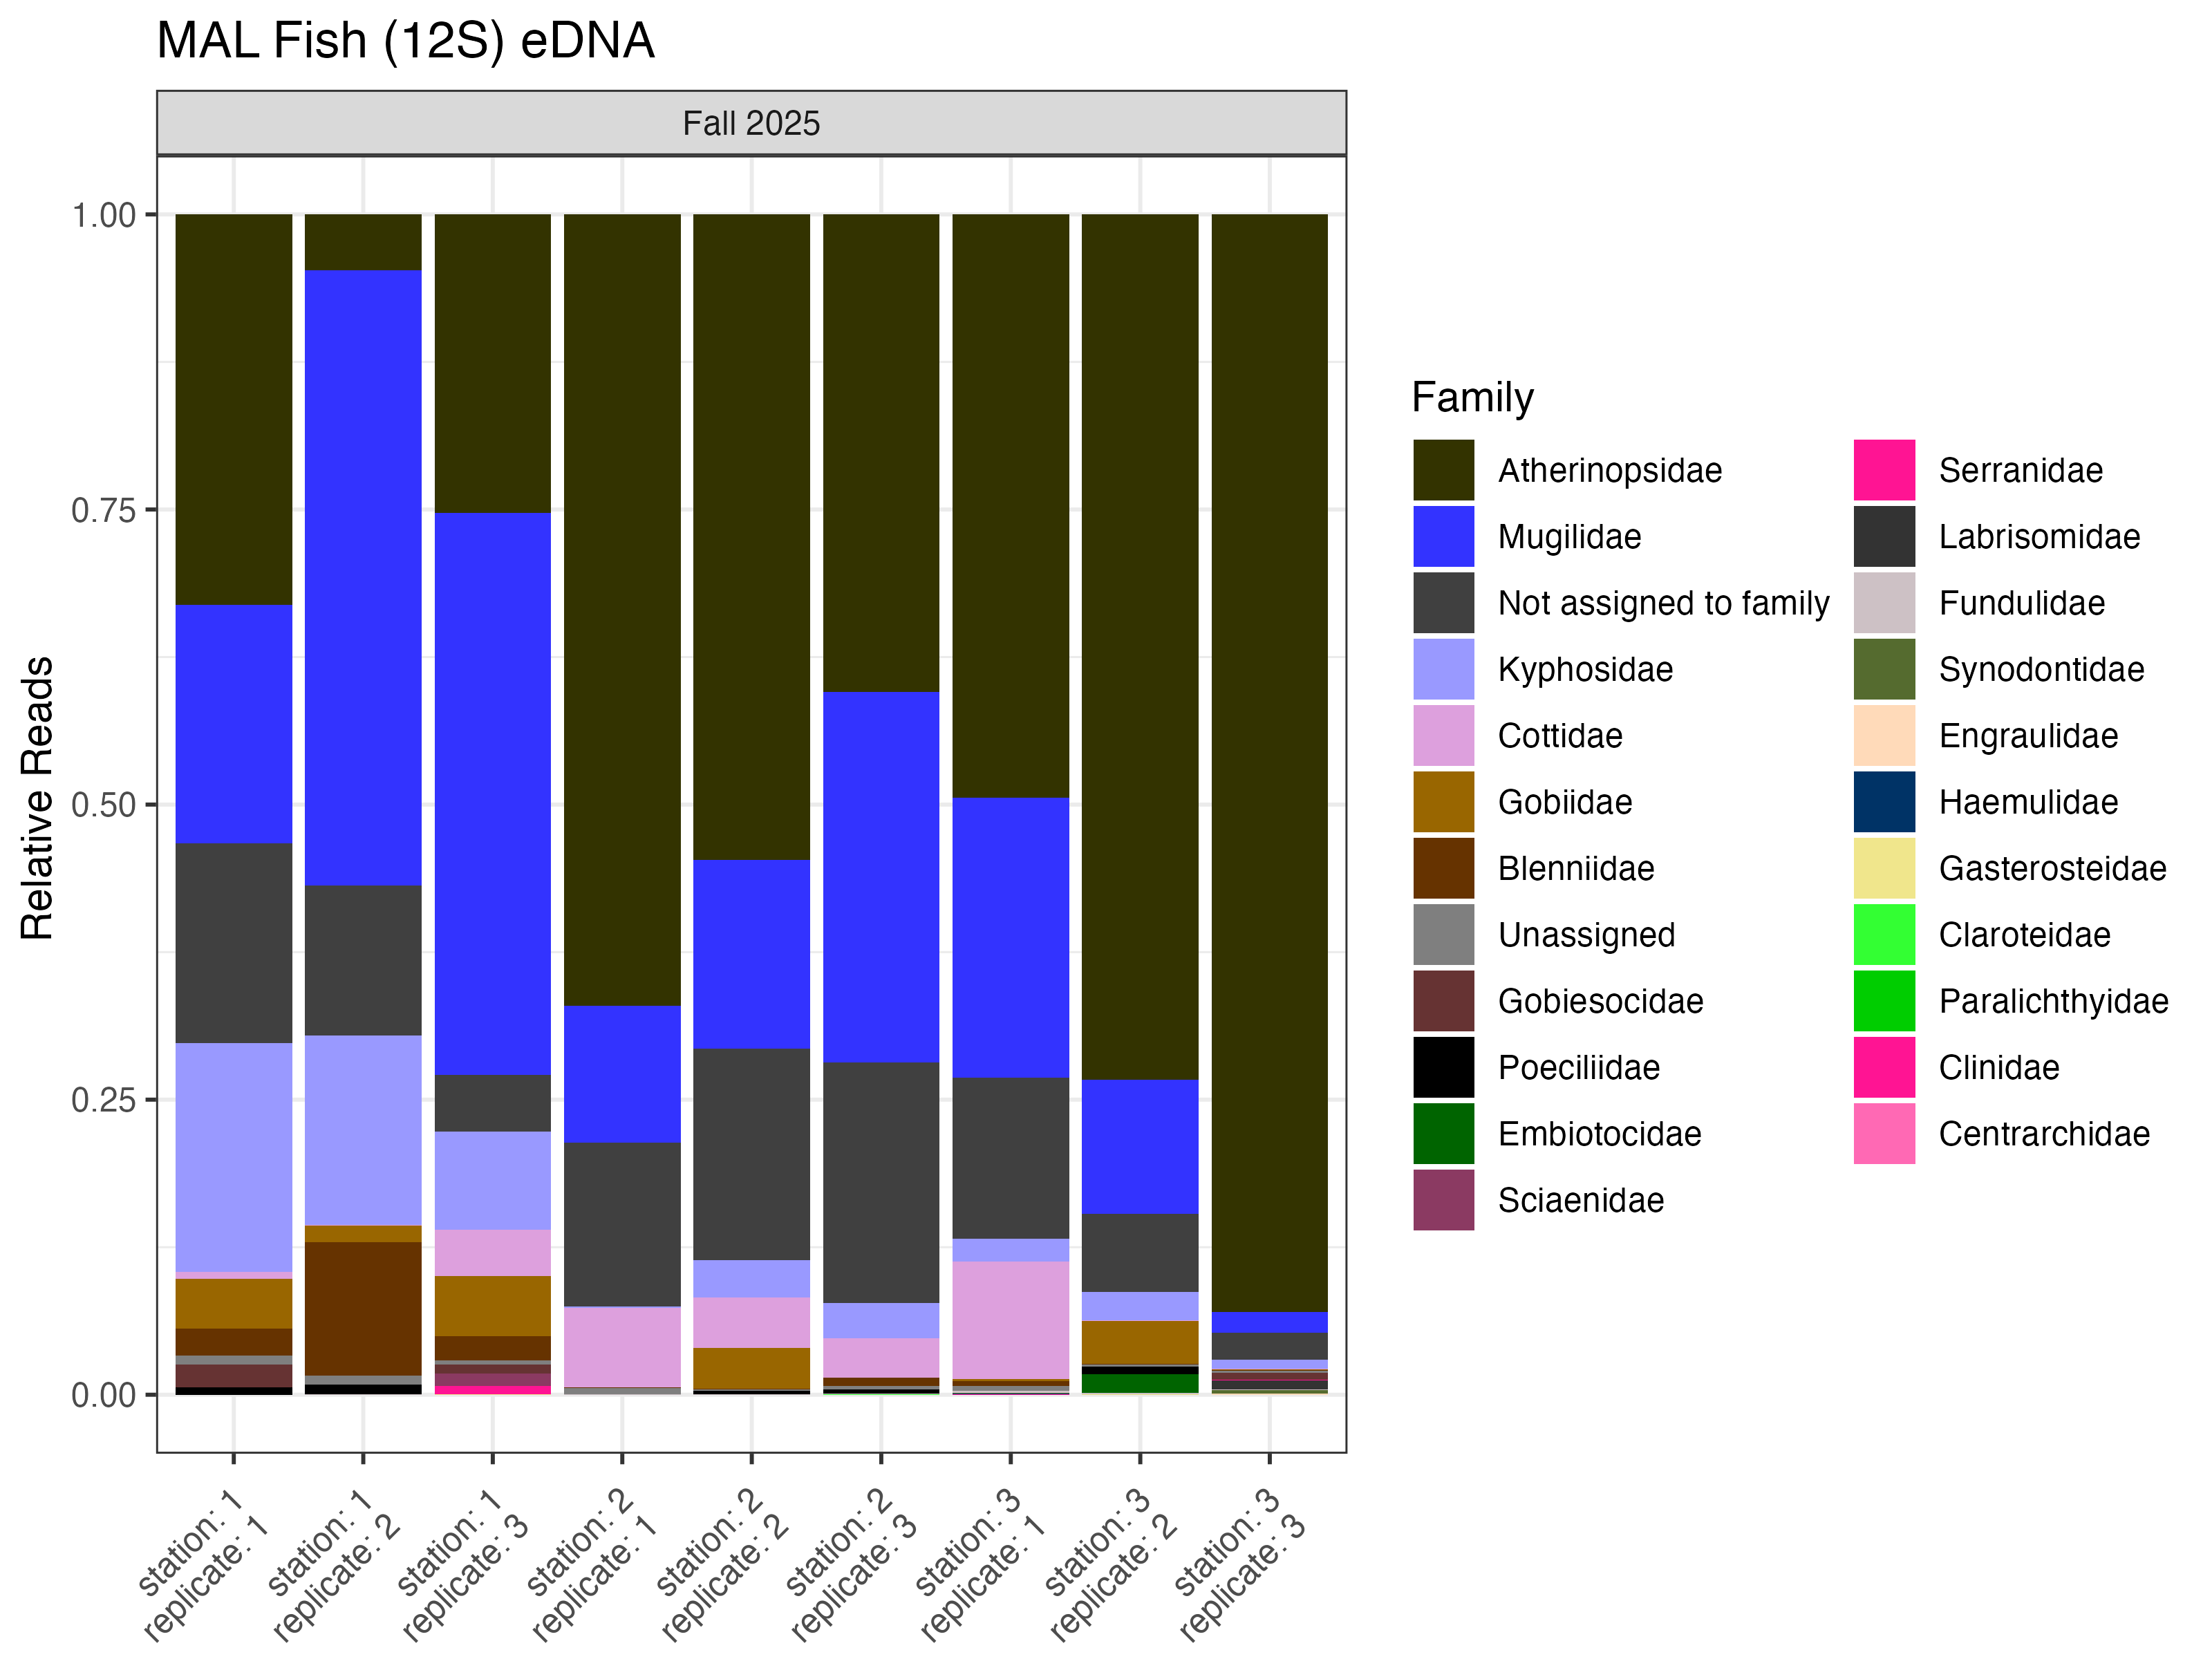 MAL Fish (12S) eDNA
Fall 2025
Relative Reads
1.00
0.75
0.50
0.25
0.00
station: 1
replicate: 1
station: 1
replicate: 2
station: 1
replicate: 3
station: 2
replicate: 1
station: 2
replicate: 2
station: 2
replicate: 3
station: 3
replicate: 1
station: 3
replicate: 2
station: 3
replicate: 3
Family
Atherinopsidae
Mugilidae
Not assigned to family
Kyphosidae
Cottidae
Gobiidae
Blenniidae
Unassigned
Gobiesocidae
Poeciliidae
Embiotocidae
Sciaenidae
Serranidae
Labrisomidae
Fundulidae
Synodontidae
Engraulidae
Haemulidae
Gasterosteidae
Claroteidae
Paralichthyidae
Clinidae
Centrarchidae